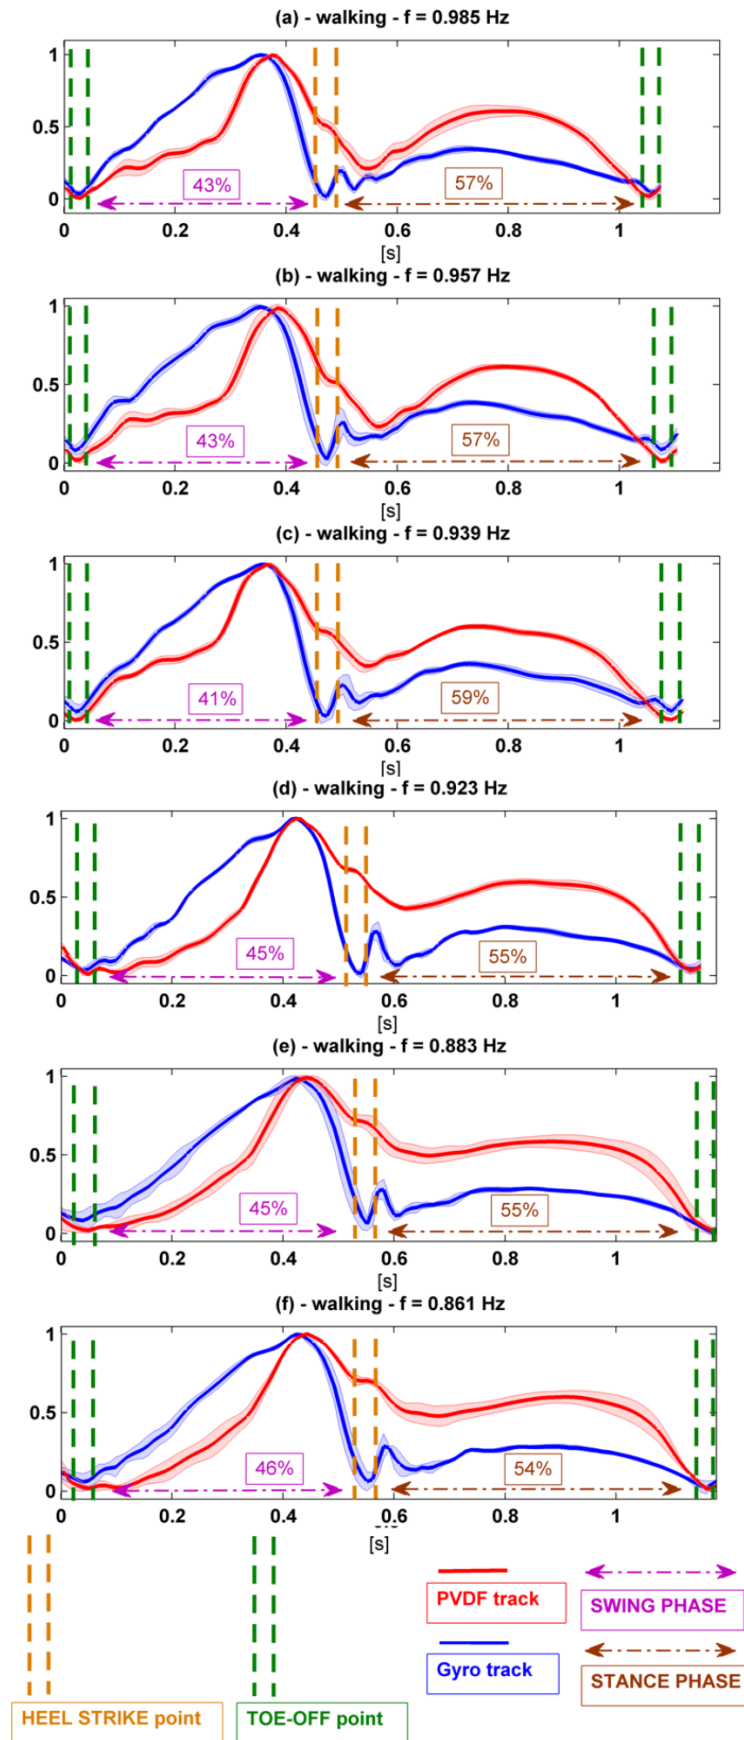 (a) - walking - f = 0.985 Hz
1
0.5
0
43%
57%
0 0.2 0.4 0.6 0.8 1
[s]
(b) - walking - f = 0.957 Hz
1
0.5
0
43%
57%
0 0.2 0.4 0.6 0.8 1
[s]
(c) - walking - f = 0.939 Hz
1
0.5
0
41%
59%
0 0.2 0.4 0.6 0.8 1
[s]
(d) - walking - f = 0.923 Hz
1
0.5
0
45%
55%
0 0.2 0.4 0.6 0.8 1
[s]
(e) - walking - f = 0.883 Hz
1
0.5
0
45%
55%
0 0.2 0.4 0.6 0.8 1
[s]
(f) - walking - f = 0.861 Hz
1
0.5
0
46%
54%
0 0.2 0.4 0.6 0.8 1
[s]
PVDF track
SWING PHASE
Gyro track
STANCE PHASE
HEEL STRIKE point
TOE-OFF point